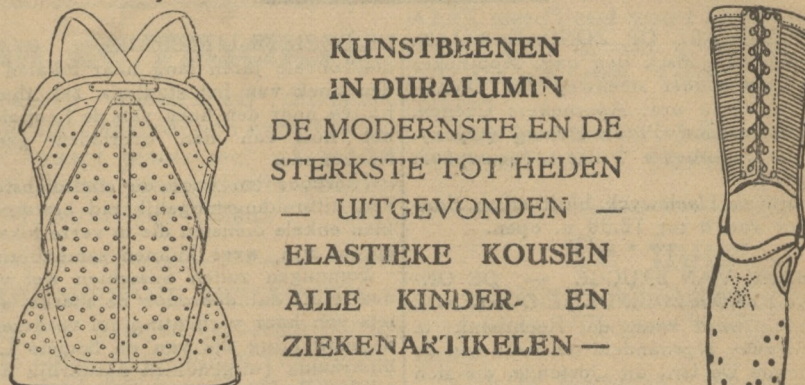 KUNSTBEENEN
IN DURALUMIN
DE MODERNSTE EN DE
STERKSTE TOT HEDEN
— UITGEVONDEN —
ELASTIEKE KOUSEN
ALLE KINDER- EN
ZIEKENARTIKELEN —